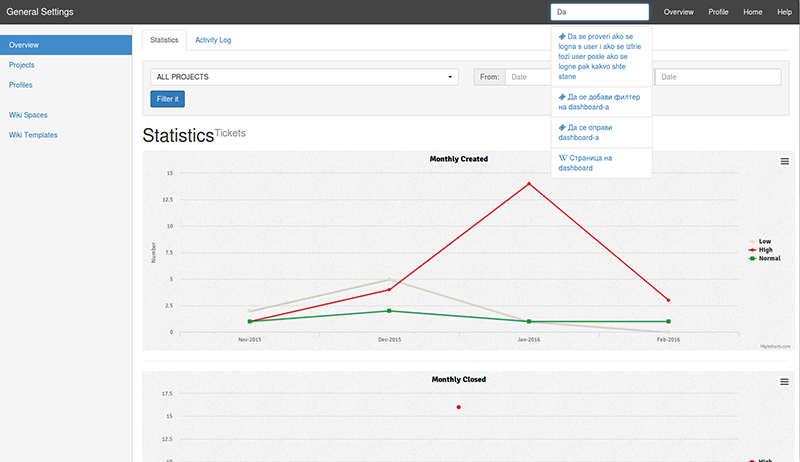 General Settings
Da
Overview
Profile
Home
Help
Overview
Projects
Profiles
Wiki Spaces
Wiki Templates
Statistics
Activity Log
ALL PROJECTS
From:
Date
Date
Filter it
Da se proveri ako se
logna s user i ako se iztrie
tozi user posle ako se
logne pak kakvo shte
stane
Да се добави филтер
на dashboard-а
Да се оправи
dashboard-а
W Страница на
dashboard
Statistics Tickets
Monthly Created
Number
15
12.5
10
7.5
5
2.5
0
Nov-2015
Dec-2015
Jan-2016
Feb-2016
Low
High
Normal
Highcharts.com
Monthly Closed
17.5
15
12.5
10
High